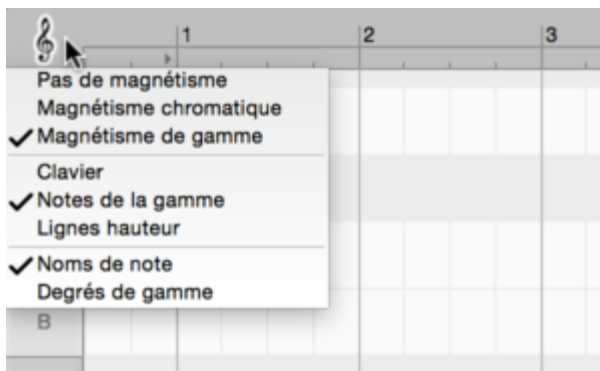 1 2 3
Pas de magnétisme
Magnétisme chromatique
Magnétisme de gamme
Clavier
Notes de la gamme
Lignes hauteur
Noms de note
Degrés de gamme
B